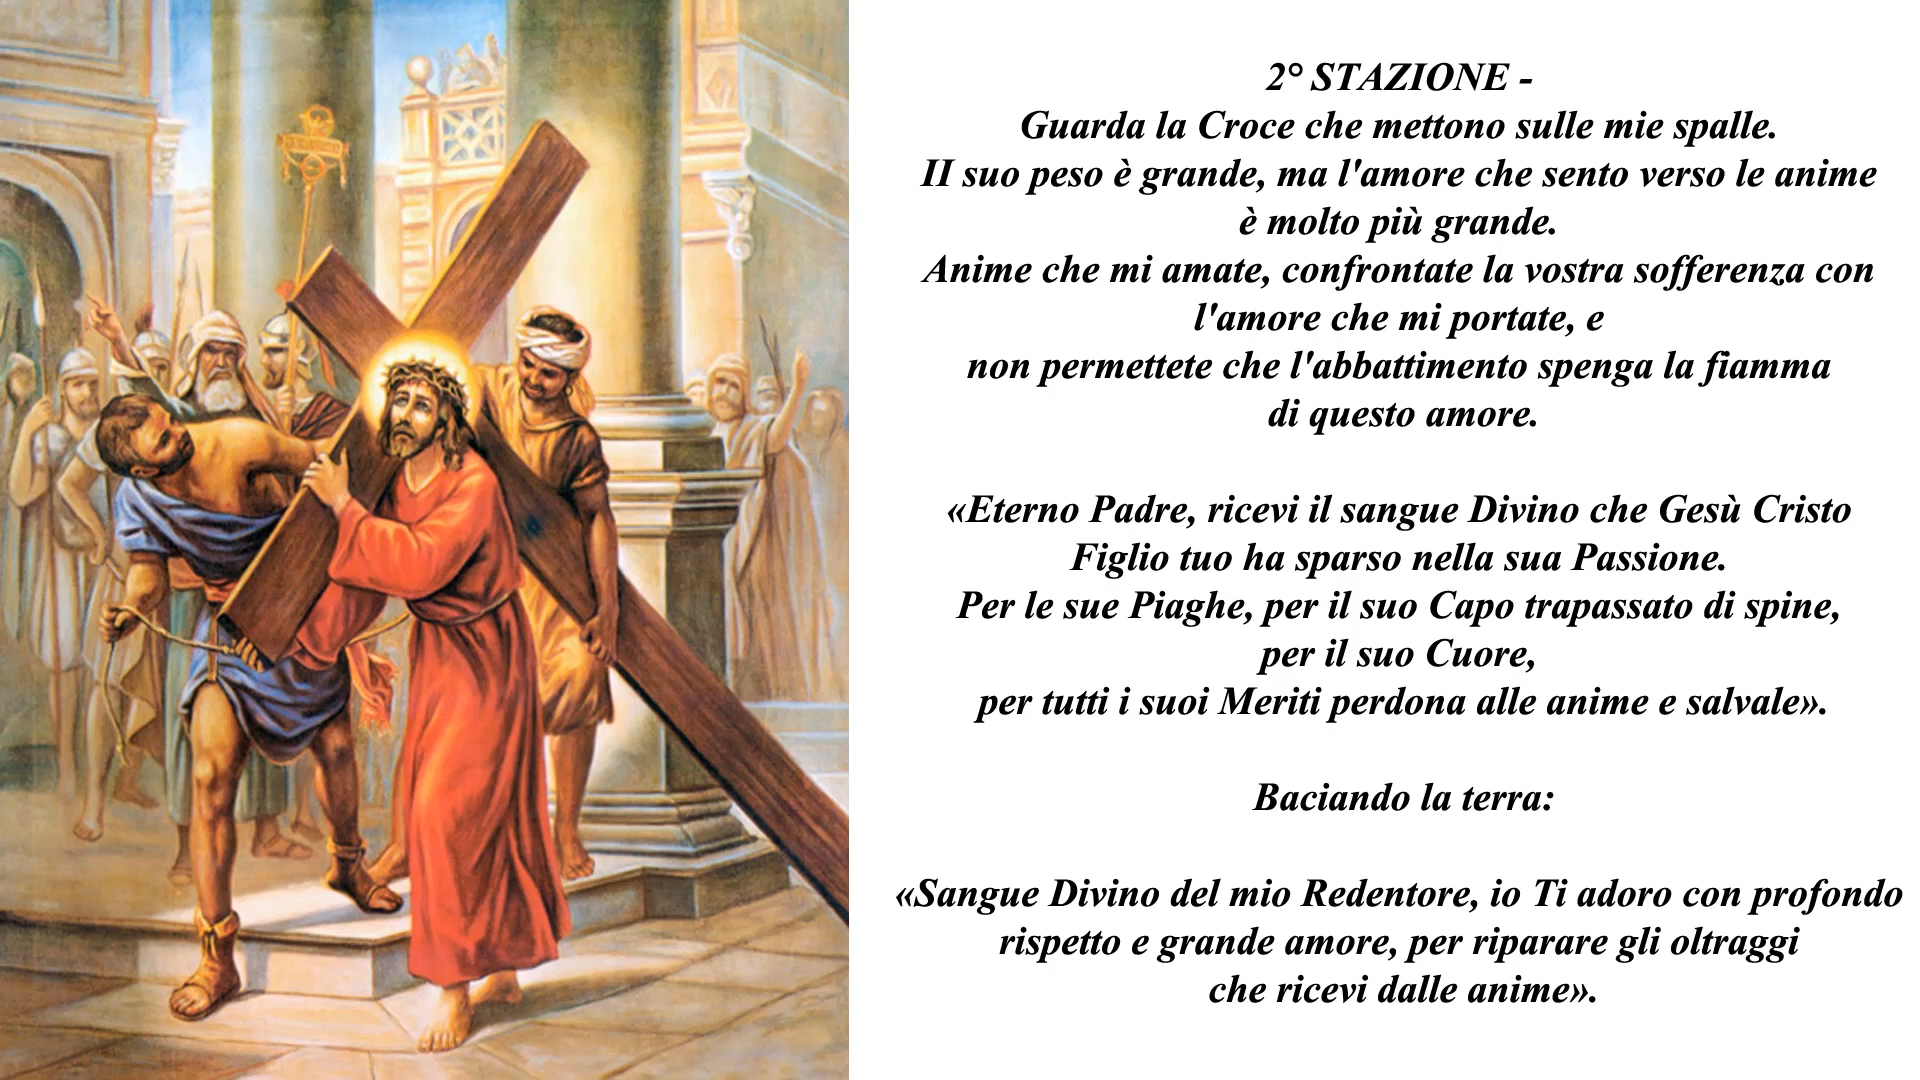 2° STAZIONE -
Guarda la Croce che mettono sulle mie spalle.
II suo peso è grande, ma l'amore che sento verso le anime
è molto più grande.
Anime che mi amate, confrontate la vostra sofferenza con
l'amore che mi portate, e
non permettete che l'abbattimento spenga la fiamma
di questo amore.
«Eterno Padre, ricevi il sangue Divino che Gesù Cristo
Figlio tuo ha sparso nella sua Passione.
Per le sue Piaghe, per il suo Capo trapassato di spine,
per il suo Cuore,
per tutti i suoi Meriti perdona alle anime e salvale».
Baciando la terra:
«Sangue Divino del mio Redentore, io Ti adoro con profondo
rispetto e grande amore, per riparare gli oltraggi
che ricevi dalle anime».